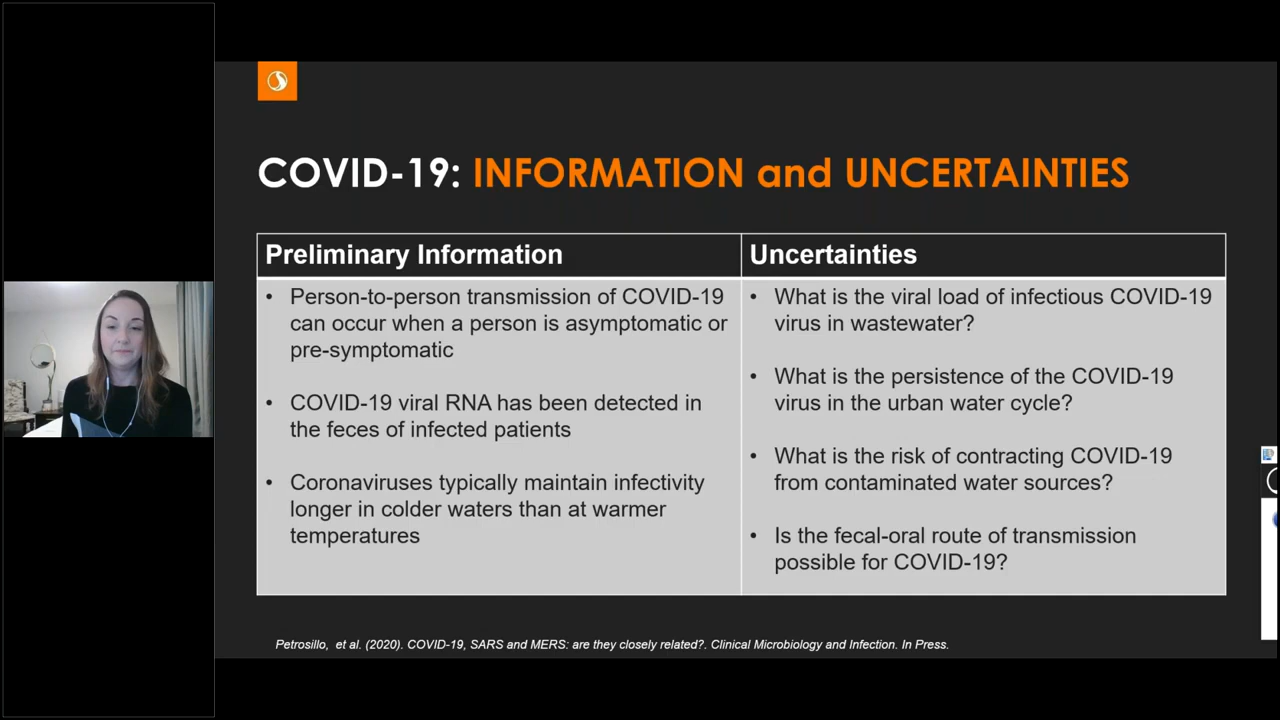 COVID-19: INFORMATION and UNCERTAINTIES
Preliminary Information
• Person-to-person transmission of COVID-19
can occur when a person is asymptomatic or
pre-symptomatic
• COVID-19 viral RNA has been detected in
the feces of infected patients
• Coronaviruses typically maintain infectivity
longer in colder waters than at warmer
temperatures
Uncertainties
• What is the viral load of infectious COVID-19
virus in wastewater?
• What is the persistence of the COVID-19
virus in the urban water cycle?
• What is the risk of contracting COVID-19
from contaminated water sources?
• Is the fecal-oral route of transmission
possible for COVID-19?
Petrosillo, et al. (2020). COVID-19, SARS and MERS: are they closely related?. Clinical Microbiology and Infection. In Press.